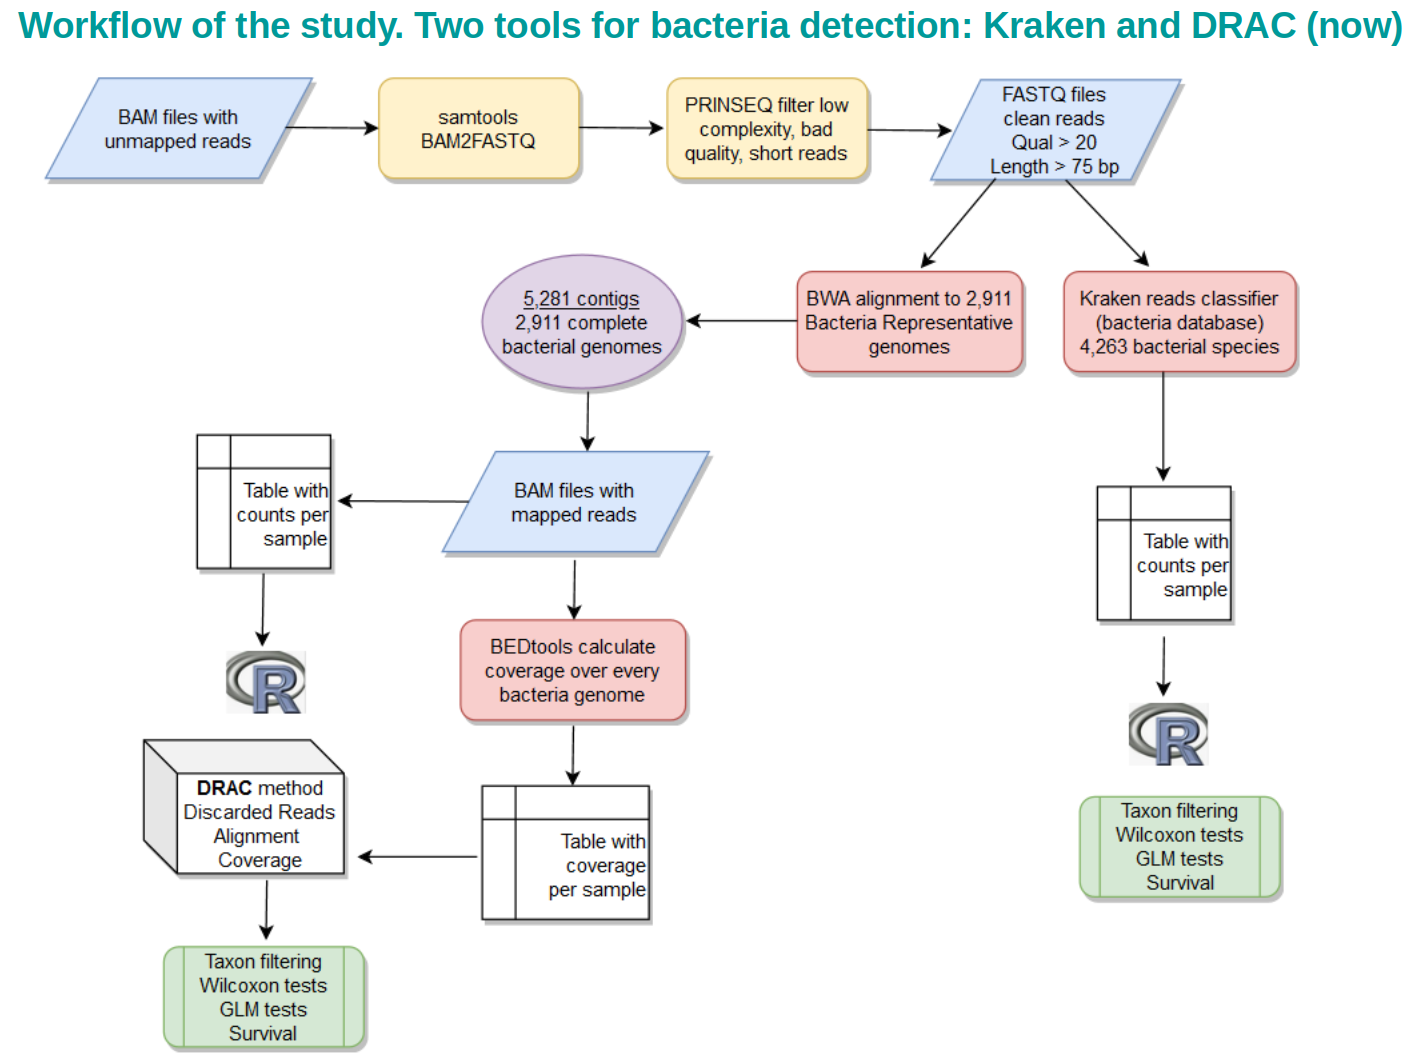 Workflow of the study. Two tools for bacteria detection: Kraken and DRAC (now)
BAM files with
unmapped reads
samtools
BAM2FASTQ
PRINSEQ filter low
complexity, bad
quality, short reads
FASTQ files
clean reads
Qual > 20
Length > 75 bp
5,281 contigs
2,911 complete
bacterial genomes
BWA alignment to 2,911
Bacteria Representative
genomes
Kraken reads classifier
(bacteria database)
4,263 bacterial species
Table with
counts per
sample
BAM files with
mapped reads
Table with
counts per
sample
R
BEDtools calculate
coverage over every
bacteria genome
R
DRAC method
Discarded Reads
Alignment
Coverage
Table with
coverage
per sample
Taxon filtering
Wilcoxon tests
GLM tests
Survival
Taxon filtering
Wilcoxon tests
GLM tests
Survival